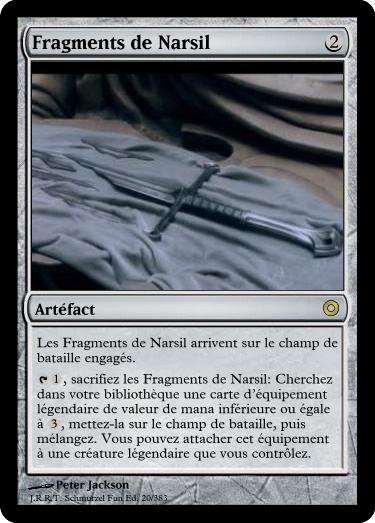 Fragments de Narsil 2
Artéfact
Les Fragments de Narsil arrivent sur le champ de
bataille engagés.
1 , sacrifiez les Fragments de Narsil: Cherchez
dans votre bibliothèque une carte d'équipement
légendaire de valeur de mana inférieure ou égale
à 3 , mettez-la sur le champ de bataille, puis
mélangez. Vous pouvez attacher cet équipement
à une créature légendaire que vous contrôlez.
Peter Jackson
J.R.R.T. Schmurzel Fun Ed. 20/383